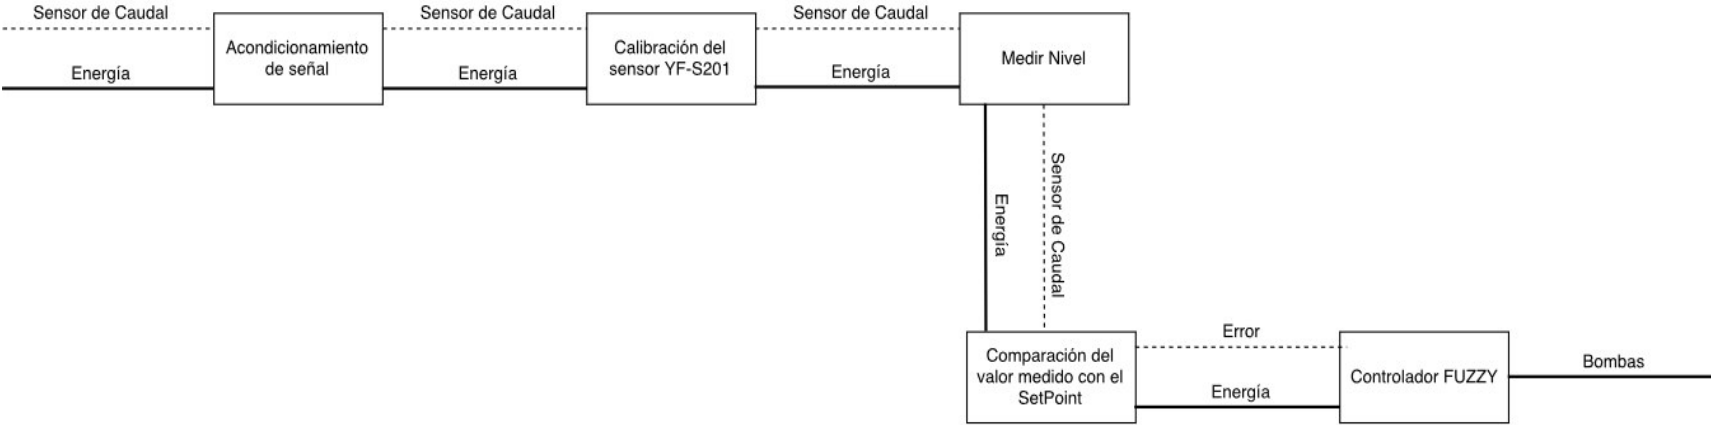 Sensor de Caudal
Sensor de Caudal
Sensor de Caudal
Acondicionamiento
de señal
Calibración del
sensor YF-S201
Medir Nivel
Energía
Energía
Energía
Energía
Sensor de Caudal
Comparación del
valor medido con el
SetPoint
Error
Energía
Controlador FUZZY
Bombas